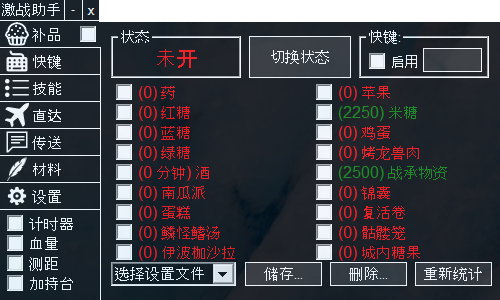 激战助手 - x
补品
快键
技能
直达
传送
材料
设置
计时器
血量
测距
加持台
状态:
未开
切换状态
快键:
启用
(0) 药
(0) 红糖
(0) 蓝糖
(0) 绿糖
(0 分钟) 酒
(0) 南瓜派
(0) 蛋糕
(0) 鳞怪鳍汤
(0) 伊波枷沙拉
(0) 苹果
(2250) 米糖
(0) 鸡蛋
(0) 烤龙兽肉
(2500) 战承物资
(0) 锦囊
(0) 复活卷
(0) 骷髅笼
(0) 城内糖果
选择设置文件
储存...
删除...
重新统计